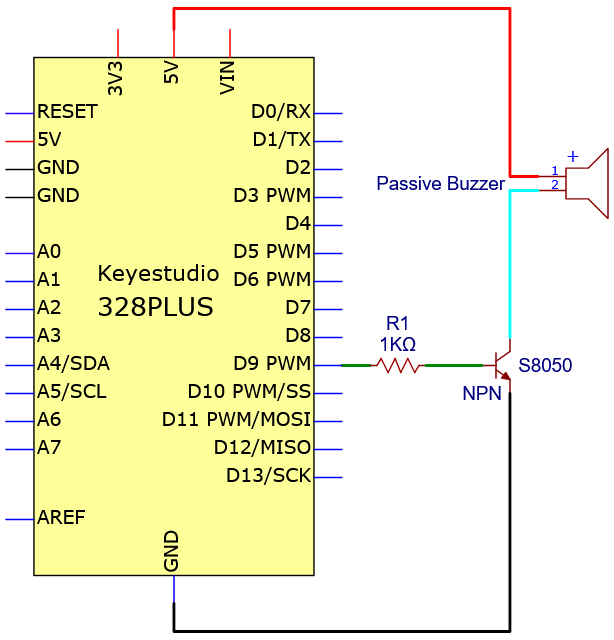 3V3
5V
VIN
RESET
5V
GND
GND
A0
A1
A2
A3
A4/SDA
A5/SCL
A6
A7
AREF
Keyestudio
328PLUS
D0/RX
D1/TX
D2
D3 PWM
D4
D5 PWM
D6 PWM
D7
D8
D9 PWM
D10 PWM/SS
D11 PWM/MOSI
D12/MISO
D13/SCK
GND
Passive Buzzer
+
1
2
R1
1KΩ
S8050
NPN